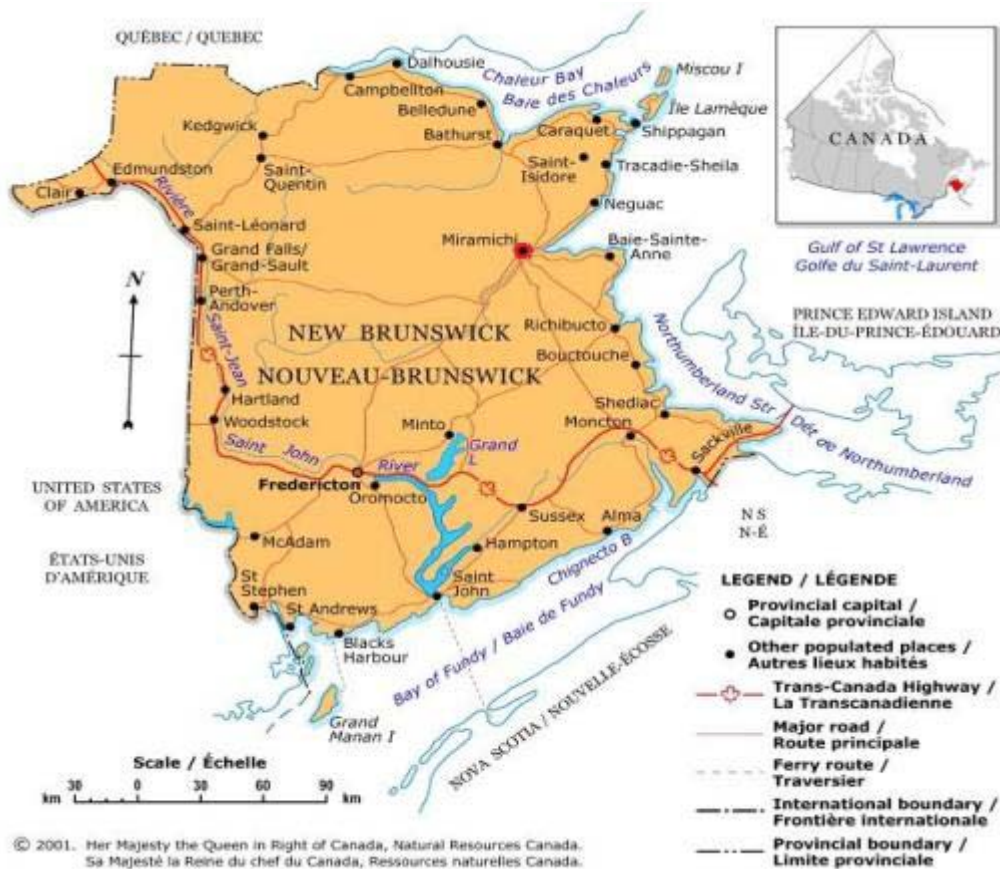 QUÉBEC / QUEBEC
Dalhousie
Campbellton
Chaleur Bay
Baie des Chaleurs
Miscou I
Île Lamèque
Belledune
Kedgwick
Bathurst
Caraquet
Shippagan
CANADA
Edmundston
Saint-
Quentin
Saint-
Isidore
Tracadie-Sheila
Clair
Rivière
Neguac
Saint-Léonard
Miramichi
Baie-Sainte-
Anne
Grand Falls/
Grand-Sault
Gulf of St Lawrence
Golfe du Saint-Laurent
N
Perth-
Andover
PRINCE EDWARD ISLAND
ÎLE-DU-PRINCE-ÉDOUARD
NEW BRUNSWICK
NOUVEAU-BRUNSWICK
Richibucto
Saint-Jean
Bouctouche
Northumberland Str / Dét de Northumberland
Hartland
Shediac
Woodstock
Minto
Grand
L
Moncton
Sackville
Saint John River
Fredericton
Oromocto
UNITED STATES
OF AMERICA
Sussex
Alma
N S
N-É
McAdam
Hampton
Chignecto B
ÉTATS-UNIS
D'AMÉRIQUE
St
Stephen
Saint
John
St Andrews
Blacks
Harbour
Bay of Fundy / Baie de Fundy
Grand
Manan I
NOVA SCOTIA / NOUVELLE-ÉCOSSE
LEGEND / LÉGENDE
Provincial capital /
Capitale provinciale
Other populated places /
Autres lieux habités
Trans-Canada Highway /
La Transcanadienne
Major road /
Route principale
Ferry route /
Traversier
International boundary /
Frontière internationale
Provincial boundary /
Limite provinciale
Scale / Échelle
30 0 30 60 90
km km
© 2001. Her Majesty the Queen in Right of Canada, Natural Resources Canada.
Sa Majesté la Reine du chef du Canada, Ressources naturelles Canada.